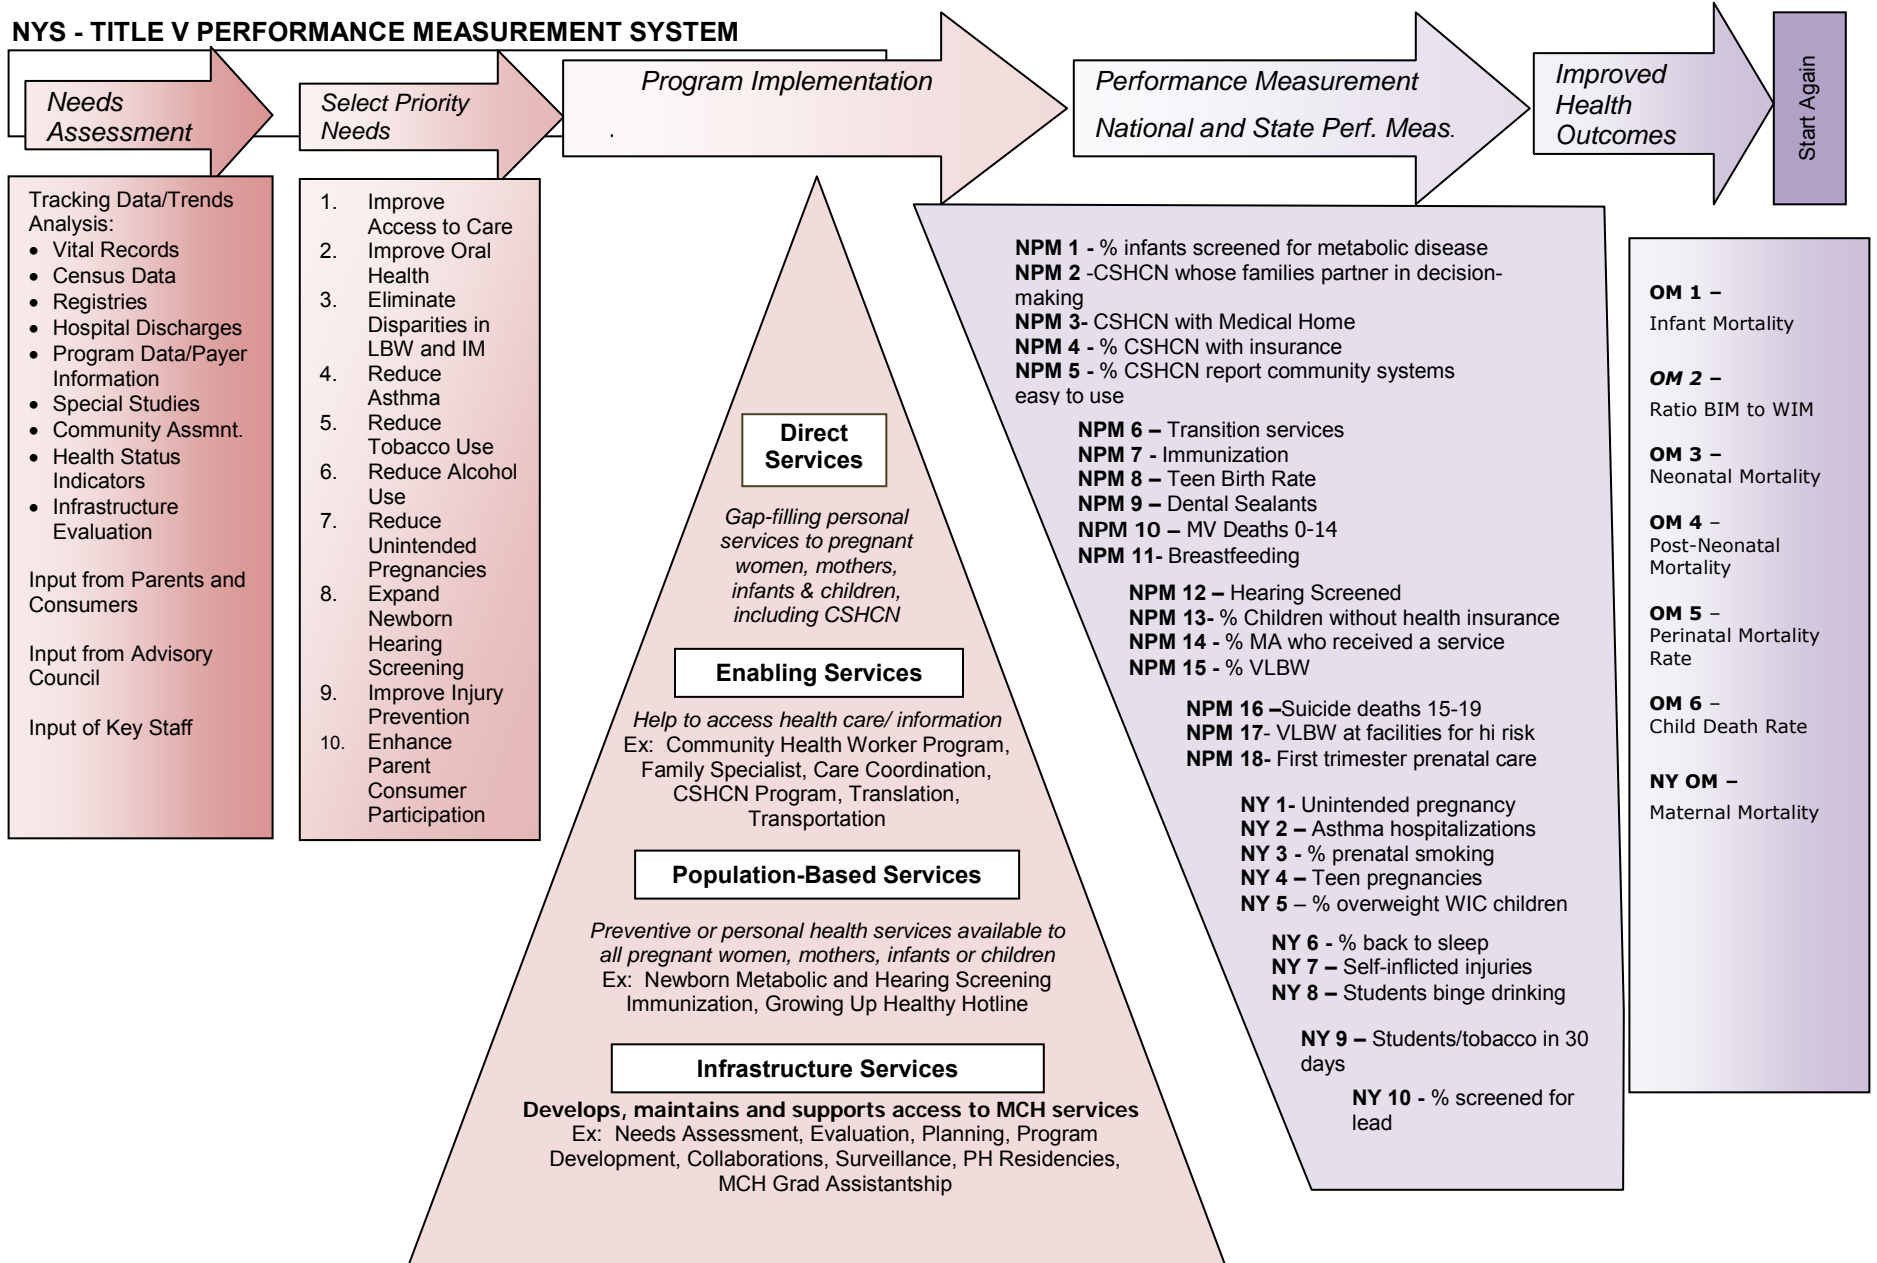 NYS - TITLE V PERFORMANCE MEASUREMENT SYSTEM
Needs
Assessment
Select Priority
Needs
Program Implementation
.
Performance Measurement
National and State Perf. Meas.
Improved
Health
Outcomes
Start Again
Tracking Data/Trends
Analysis:
• Vital Records
• Census Data
• Registries
• Hospital Discharges
• Program Data/Payer
Information
• Special Studies
• Community Assmnt.
• Health Status
Indicators
• Infrastructure
Evaluation
Input from Parents and
Consumers
Input from Advisory
Council
Input of Key Staff
1. Improve
Access to Care
2. Improve Oral
Health
3. Eliminate
Disparities in
LBW and IM
4. Reduce
Asthma
5. Reduce
Tobacco Use
6. Reduce Alcohol
Use
7. Reduce
Unintended
Pregnancies
8. Expand
Newborn
Hearing
Screening
9. Improve Injury
Prevention
10. Enhance
Parent
Consumer
Participation
Direct
Services
Gap-filling personal
services to pregnant
women, mothers,
infants & children,
including CSHCN
Enabling Services
Help to access health care/ information
Ex: Community Health Worker Program,
Family Specialist, Care Coordination,
CSHCN Program, Translation,
Transportation
Population-Based Services
Preventive or personal health services available to
all pregnant women, mothers, infants or children
Ex: Newborn Metabolic and Hearing Screening
Immunization, Growing Up Healthy Hotline
Infrastructure Services
Develops, maintains and supports access to MCH services
Ex: Needs Assessment, Evaluation, Planning, Program
Development, Collaborations, Surveillance, PH Residencies,
MCH Grad Assistantship
NPM 1 - % infants screened for metabolic disease
NPM 2 -CSHCN whose families partner in decision-
making
NPM 3- CSHCN with Medical Home
NPM 4 - % CSHCN with insurance
NPM 5 - % CSHCN report community systems
easy to use
NPM 6 – Transition services
NPM 7 - Immunization
NPM 8 – Teen Birth Rate
NPM 9 – Dental Sealants
NPM 10 – MV Deaths 0-14
NPM 11- Breastfeeding
NPM 12 – Hearing Screened
NPM 13- % Children without health insurance
NPM 14 - % MA who received a service
NPM 15 - % VLBW
NPM 16 –Suicide deaths 15-19
NPM 17- VLBW at facilities for hi risk
NPM 18- First trimester prenatal care
NY 1- Unintended pregnancy
NY 2 – Asthma hospitalizations
NY 3 - % prenatal smoking
NY 4 – Teen pregnancies
NY 5 – % overweight WIC children
NY 6 - % back to sleep
NY 7 – Self-inflicted injuries
NY 8 – Students binge drinking
NY 9 – Students/tobacco in 30
days
NY 10 - % screened for
lead
OM 1 –
Infant Mortality
OM 2 –
Ratio BIM to WIM
OM 3 –
Neonatal Mortality
OM 4 –
Post-Neonatal
Mortality
OM 5 –
Perinatal Mortality
Rate
OM 6 –
Child Death Rate
NY OM –
Maternal Mortality